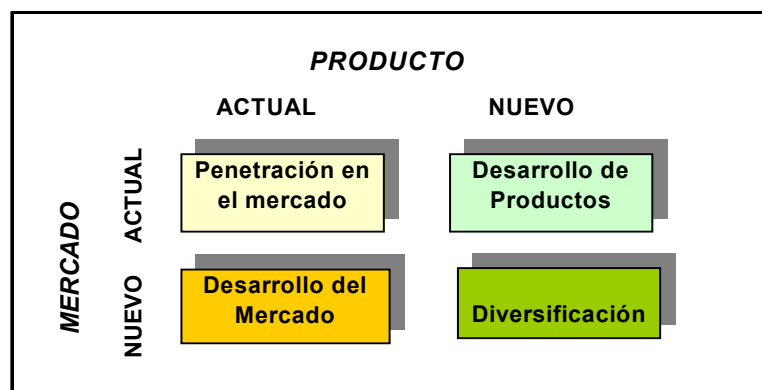 PRODUCTO
ACTUAL
NUEVO
MERCADO
ACTUAL
Penetración en
el mercado
Desarrollo de
Productos
NUEVO
Desarrollo del
Mercado
Diversificación